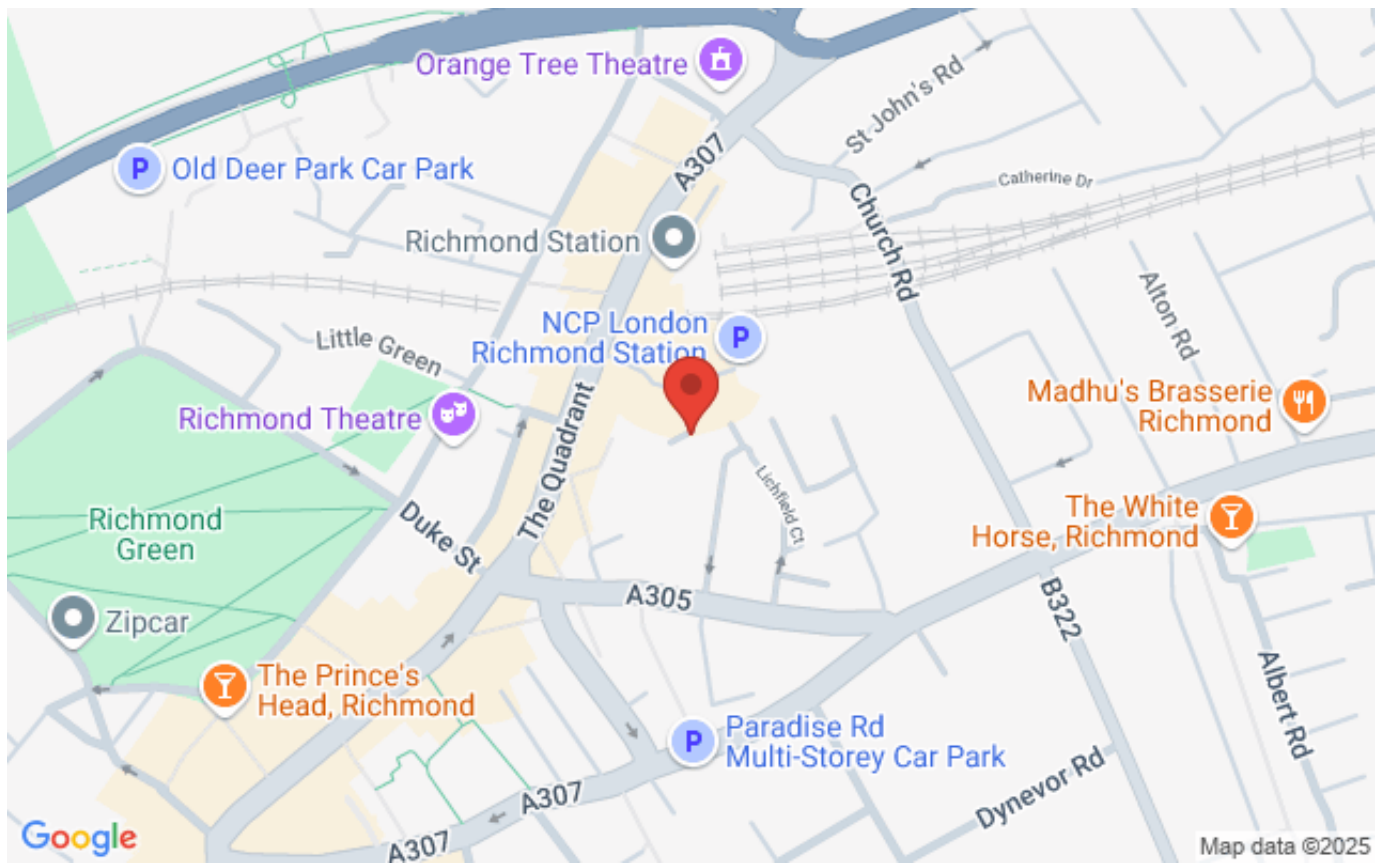 Orange Tree Theatre
St John's Rd
A307
P
Old Deer Park Car Park
Catherine Dr
Church Rd
Richmond Station
Alton Rd
NCP London
Richmond Station
P
Little Green
Madhu's Brasserie
Richmond
Richmond Theatre
The Quadrant
Lichfield Ct
The White
Horse, Richmond
Richmond
Green
Duke St
A305
B322
Zipcar
The Prince's
Head, Richmond
Albert Rd
P
Paradise Rd
Multi-Storey Car Park
Dynevor Rd
A307
A307
Google
Map data ©2025